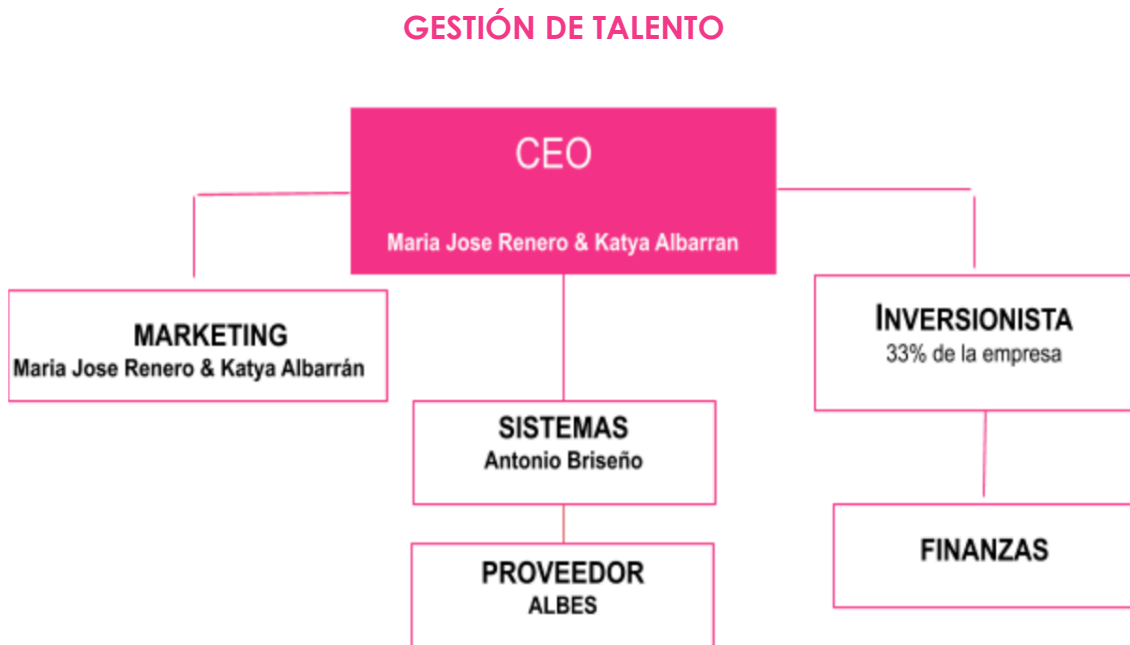 GESTIÓN DE TALENTO
CEO
Maria Jose Renero & Katya Albarran
MARKETING
Maria Jose Renero & Katya Albarrán
INVERSIONISTA
33% de la empresa
SISTEMAS
Antonio Briseño
FINANZAS
PROVEEDOR
ALBES